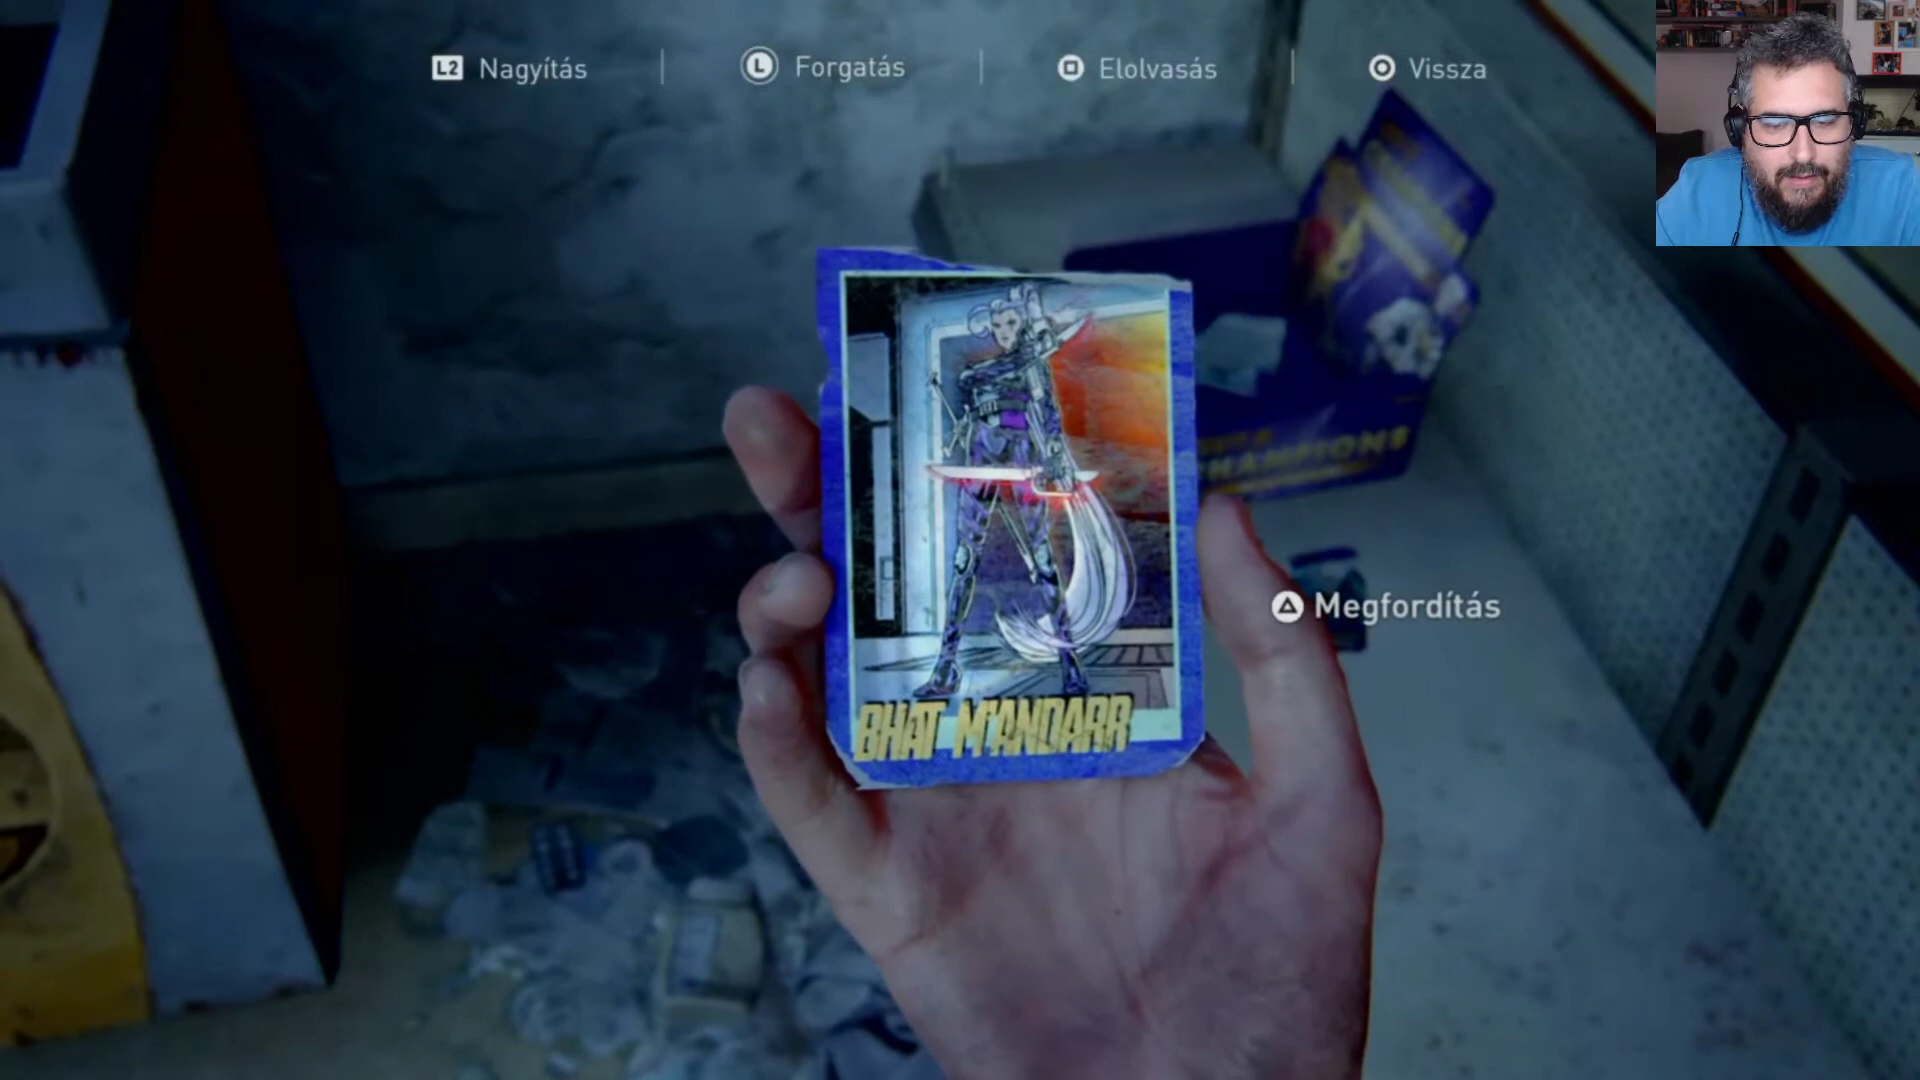 L2 Nagyítás
L Forgatás
Elolvasás
Vissza
CHAMPIONS
Megfordítás
BHAT M'ANDARR